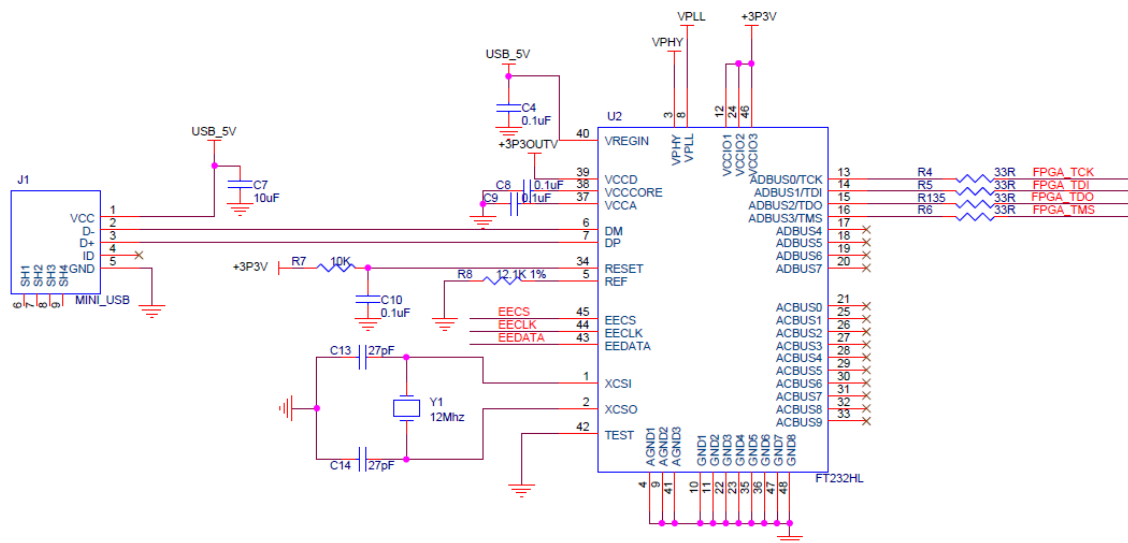 VPLL
+3P3V
VPHY
USB_5V
C4
0.1uF
U2
12
24
46
3
8
VPHY
VPLL
VCCIO1
VCCIO2
VCCIO3
40
VREGIN
+3P3OUTV
39
VCCD
38
VCCCORE
37
VCCA
C8
0.1uF
C9
0.1uF
USB_5V
C7
10uF
J1
VCC
1
D-
2
D+
3
ID
4
GND
5
SH1
SH2
SH3
SH4
6
7
8
9
MINI_USB
6
DM
7
DP
+3P3V
R7
10K
34
RESET
R8
12.1K 1%
5
REF
C10
0.1uF
EECS
45
EECS
EECLK
44
EECLK
EEDATA
43
EEDATA
C13
27pF
1
XCSI
Y1
12Mhz
2
XCSO
42
TEST
C14
27pF
ADBUS0/TCK
13
R4
33R
FPGA_TCK
ADBUS1/TDI
14
R5
33R
FPGA_TDI
ADBUS2/TDO
15
R135
33R
FPGA_TDO
ADBUS3/TMS
16
R6
33R
FPGA_TMS
ADBUS4
17
ADBUS5
18
ADBUS6
19
ADBUS7
20
ACBUS0
21
ACBUS1
25
ACBUS2
26
ACBUS3
27
ACBUS4
28
ACBUS5
29
ACBUS6
30
ACBUS7
31
ACBUS8
32
ACBUS9
33
AGND1
AGND2
AGND3
GND1
GND2
GND3
GND4
GND5
GND6
GND7
GND8
FT232HL
4
9
41
10
11
22
23
35
36
47
48